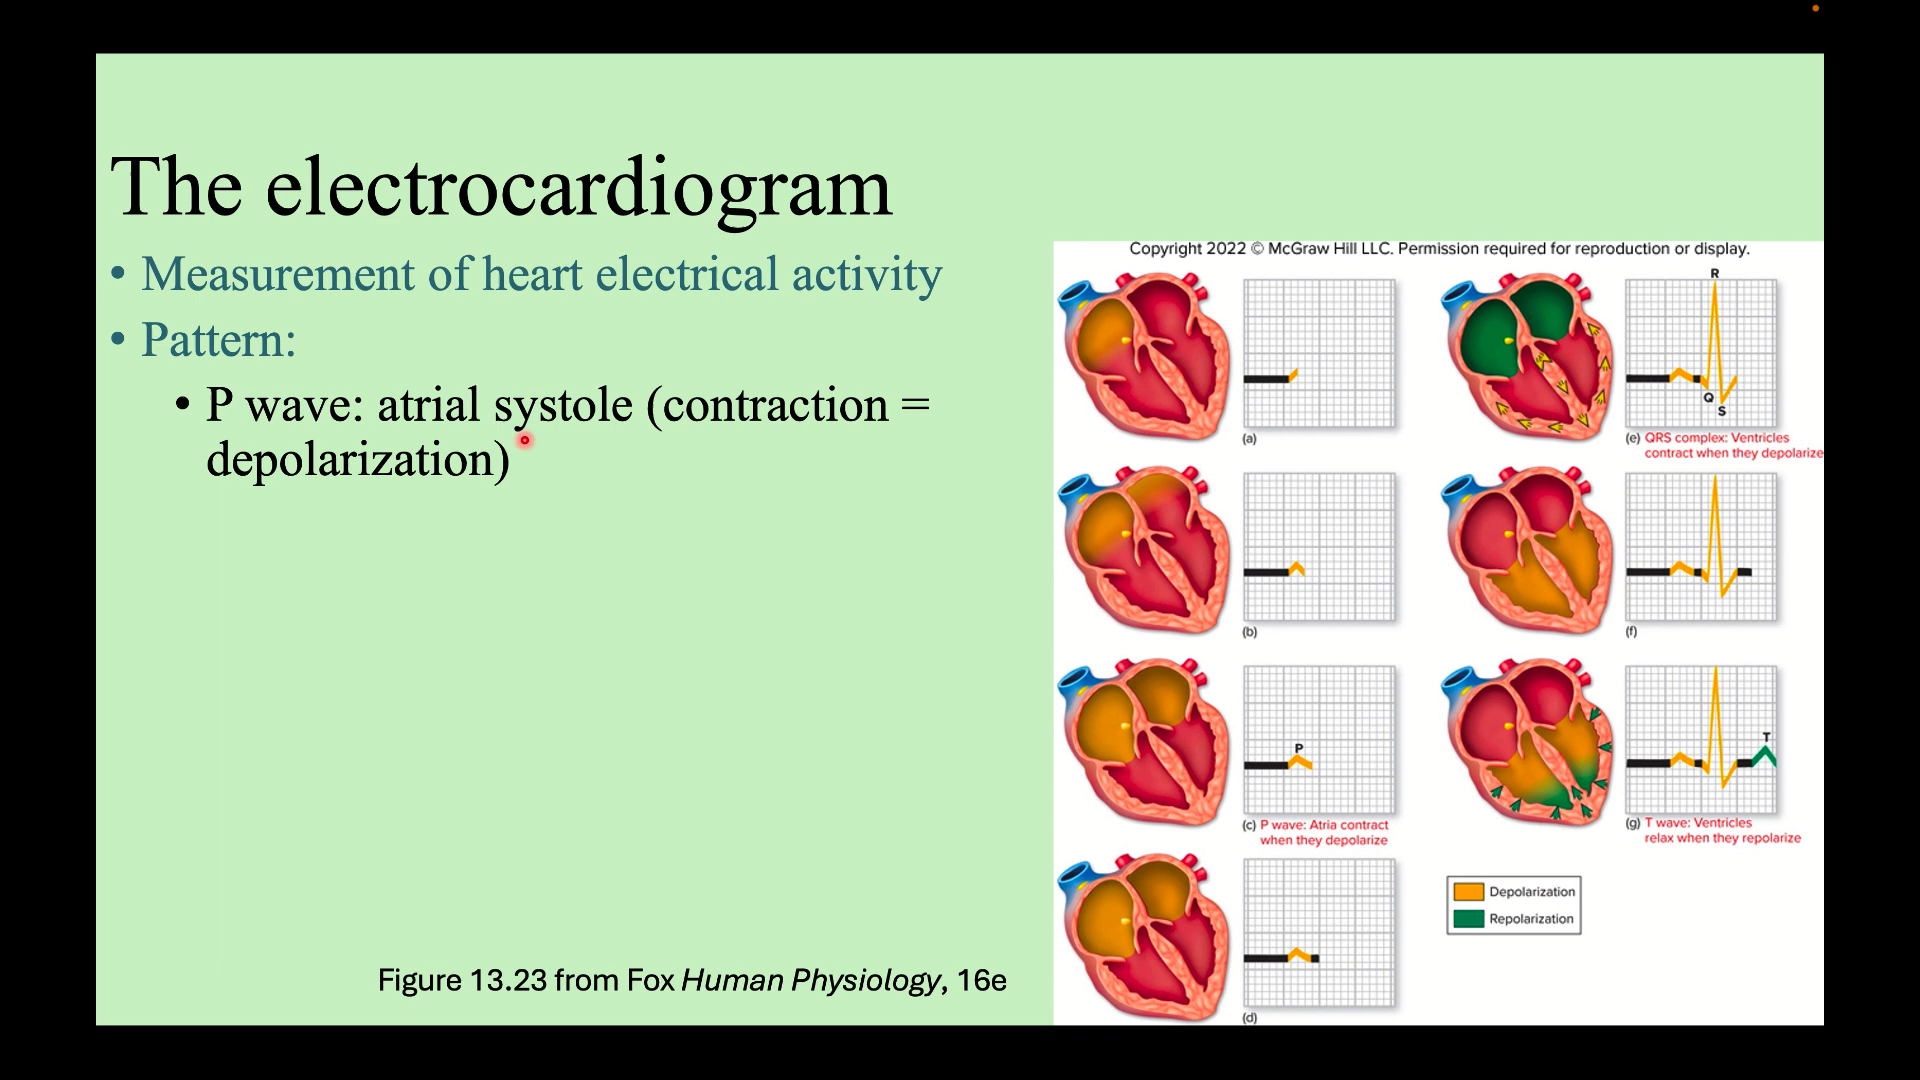 The electrocardiogram
• Measurement of heart electrical activity
• Pattern:
• P wave: atrial systole (contraction =
depolarization)
Figure 13.23 from Fox Human Physiology, 16e
Copyright 2022 © McGraw Hill LLC. Permission required for reproduction or display.
(a)
(b)
P
(c) P wave: Atria contract
when they depolarize
(d)
R
Q
S
(e) QRS complex: Ventricles
contract when they depolarize
(f)
T
(g) T wave: Ventricles
relax when they repolarize
Depolarization
Repolarization